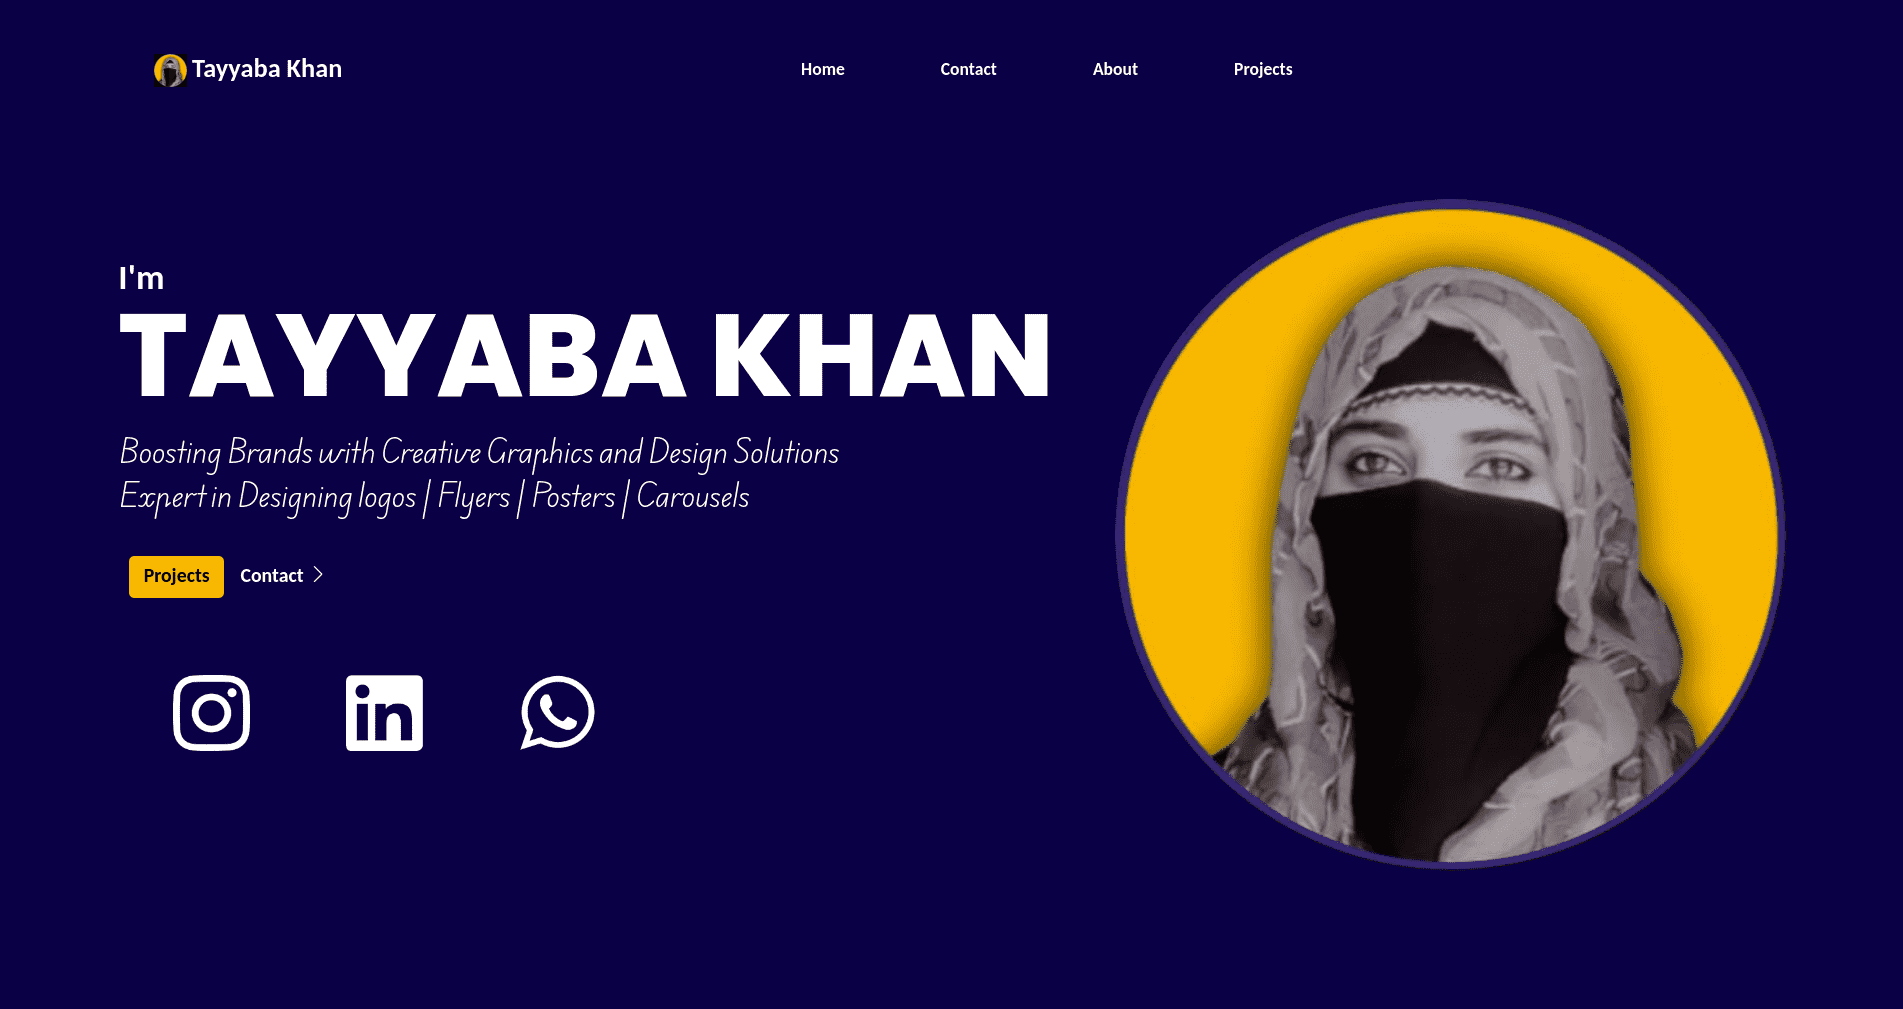 Tayyaba Khan
Home
Contact
About
Projects
I'm
TAYYABA KHAN
Boosting Brands with Creative Graphics and Design Solutions
Expert in Designing logos | Flyers | Posters | Carousels
Projects
Contact
in